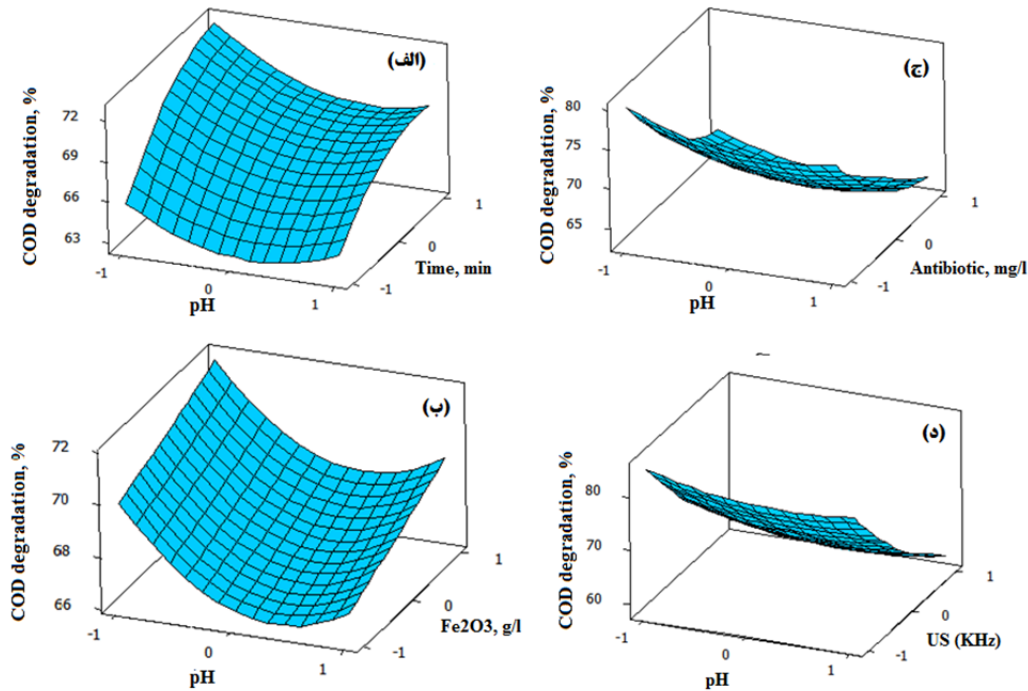 (الف)
COD degradation, %
72
69
66
63
-1
0
1
pH
-1
0
1
Time, min
(ج)
COD degradation, %
80
75
70
65
-1
0
1
pH
-1
0
1
Antibiotic, mg/l
(ب)
COD degradation, %
72
70
68
66
-1
0
1
pH
-1
0
1
Fe2O3, g/l
(د)
COD degradation, %
80
70
60
-1
0
1
pH
-1
0
1
US (KHz)